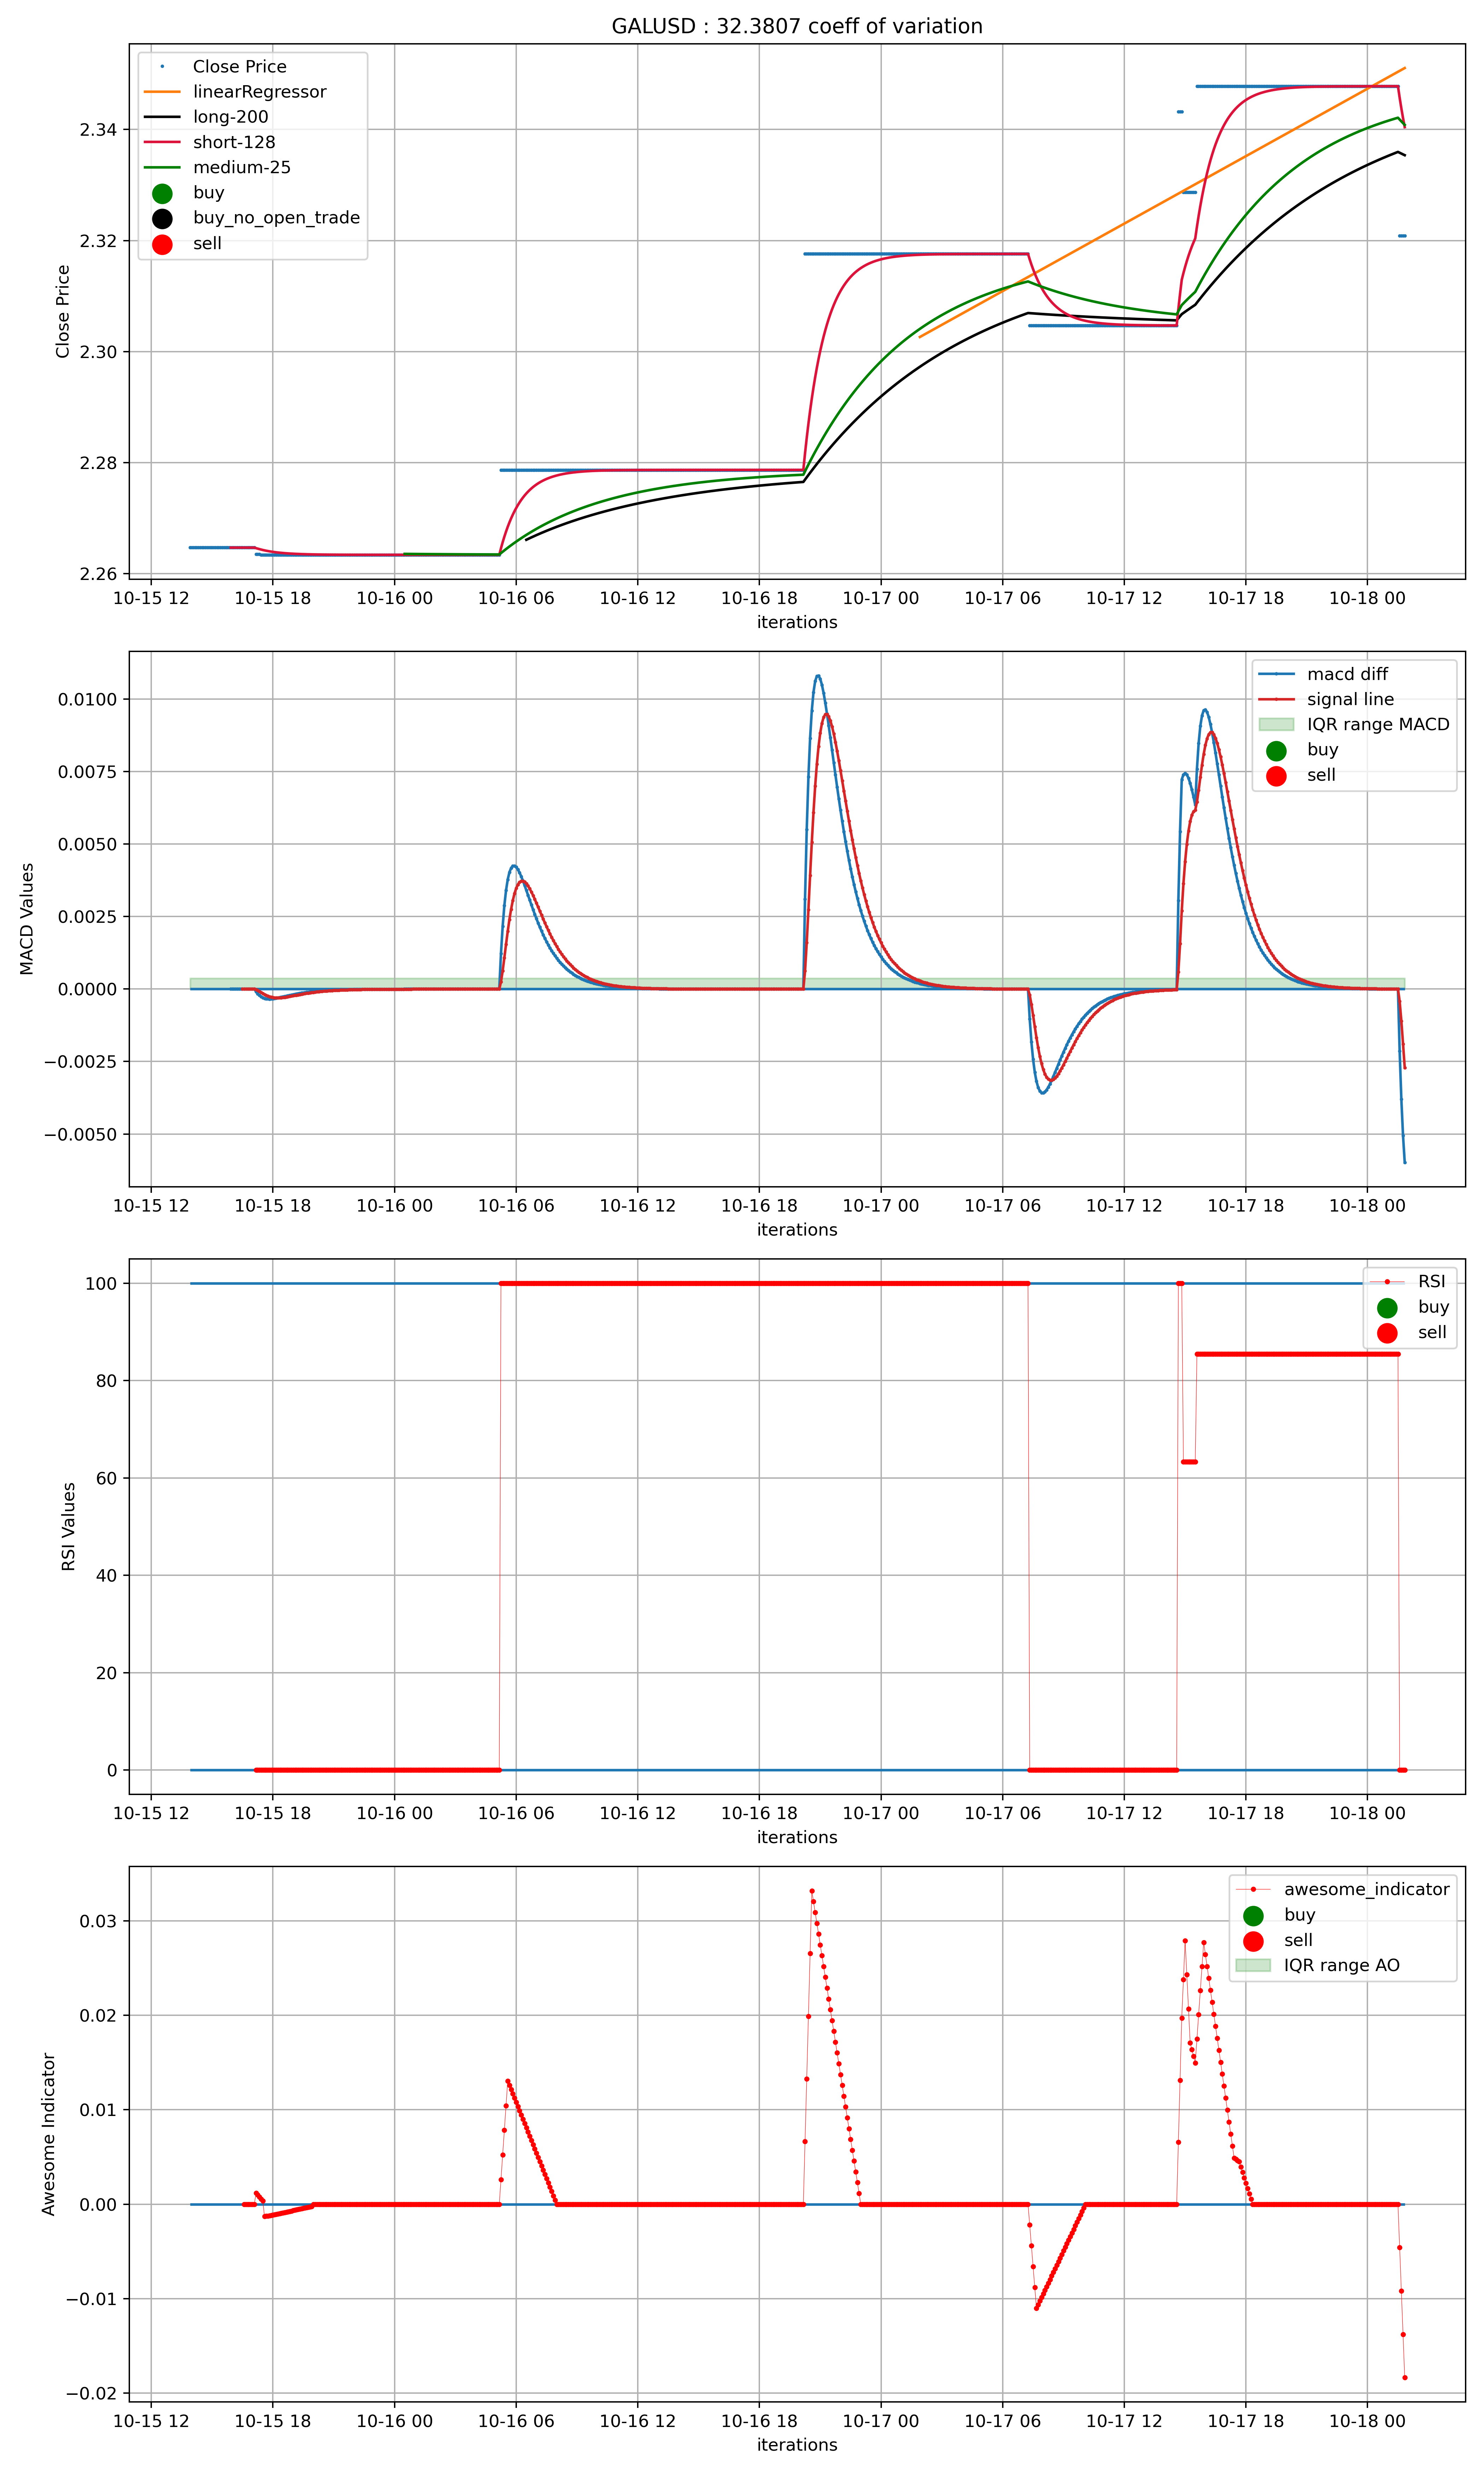 GALUSD : 32.3807 coeff of variation
Close Price
linearRegressor
long-200
short-128
medium-25
buy
buy_no_open_trade
sell
Close Price
2.34
2.32
2.30
2.28
2.26
10-15 12 10-15 18 10-16 00 10-16 06 10-16 12 10-16 18 10-17 00 10-17 06 10-17 12 10-17 18 10-18 00
iterations
macd diff
signal line
IQR range MACD
buy
sell
MACD Values
0.0100
0.0075
0.0050
0.0025
0.0000
−0.0025
−0.0050
10-15 12 10-15 18 10-16 00 10-16 06 10-16 12 10-16 18 10-17 00 10-17 06 10-17 12 10-17 18 10-18 00
iterations
RSI
buy
sell
RSI Values
100
80
60
40
20
0
10-15 12 10-15 18 10-16 00 10-16 06 10-16 12 10-16 18 10-17 00 10-17 06 10-17 12 10-17 18 10-18 00
iterations
awesome_indicator
buy
sell
IQR range AO
Awesome Indicator
0.03
0.02
0.01
0.00
−0.01
−0.02
10-15 12 10-15 18 10-16 00 10-16 06 10-16 12 10-16 18 10-17 00 10-17 06 10-17 12 10-17 18 10-18 00
iterations